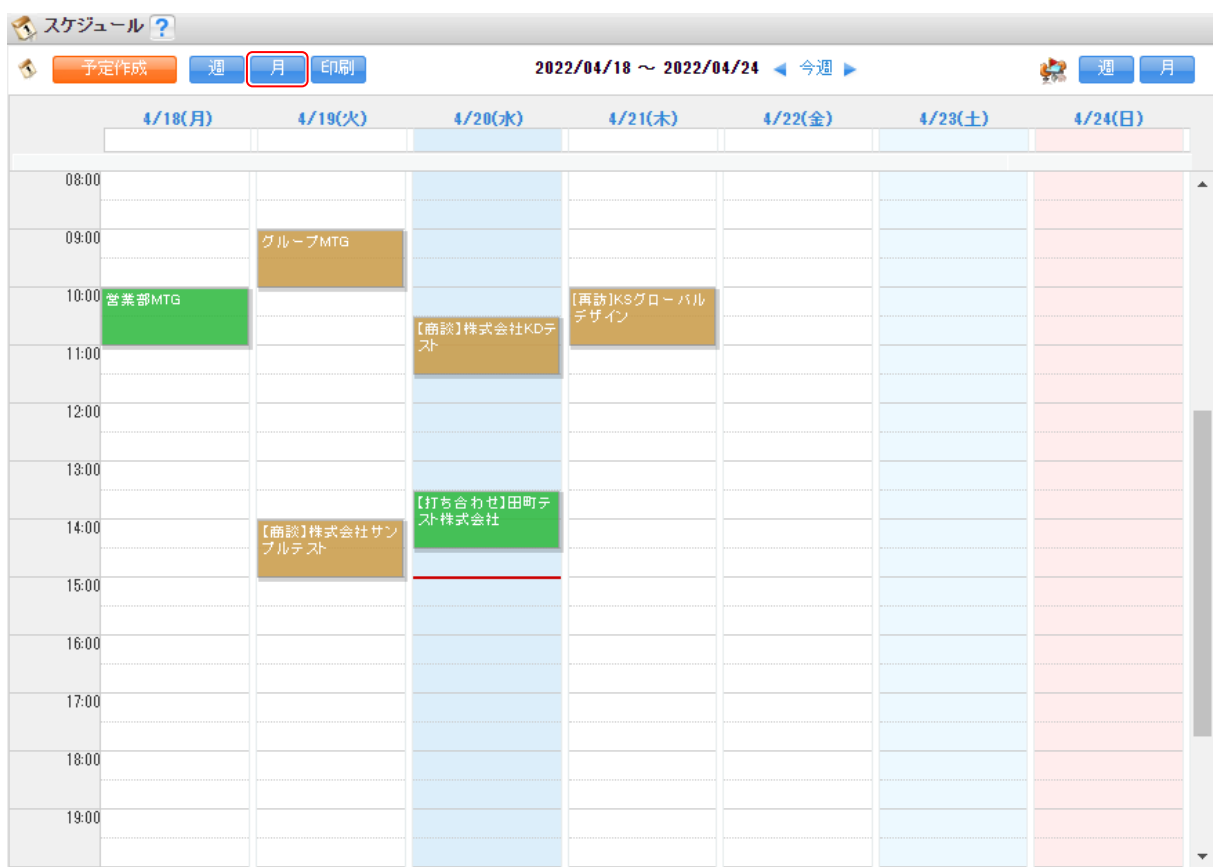 スケジュール ?
予定作成 週 月 印刷 2022/04/18 ～ 2022/04/24 今週 週 月
4/18(月) 4/19(火) 4/20(水) 4/21(木) 4/22(金) 4/23(土) 4/24(日)
08:00
09:00
グループMTG
10:00
営業部MTG
【再訪】KSグローバル
デザイン
【商談】株式会社KDテ
スト
11:00
12:00
13:00
【打ち合わせ】田町テ
スト株式会社
14:00
【商談】株式会社サン
プルテスト
15:00
16:00
17:00
18:00
19:00